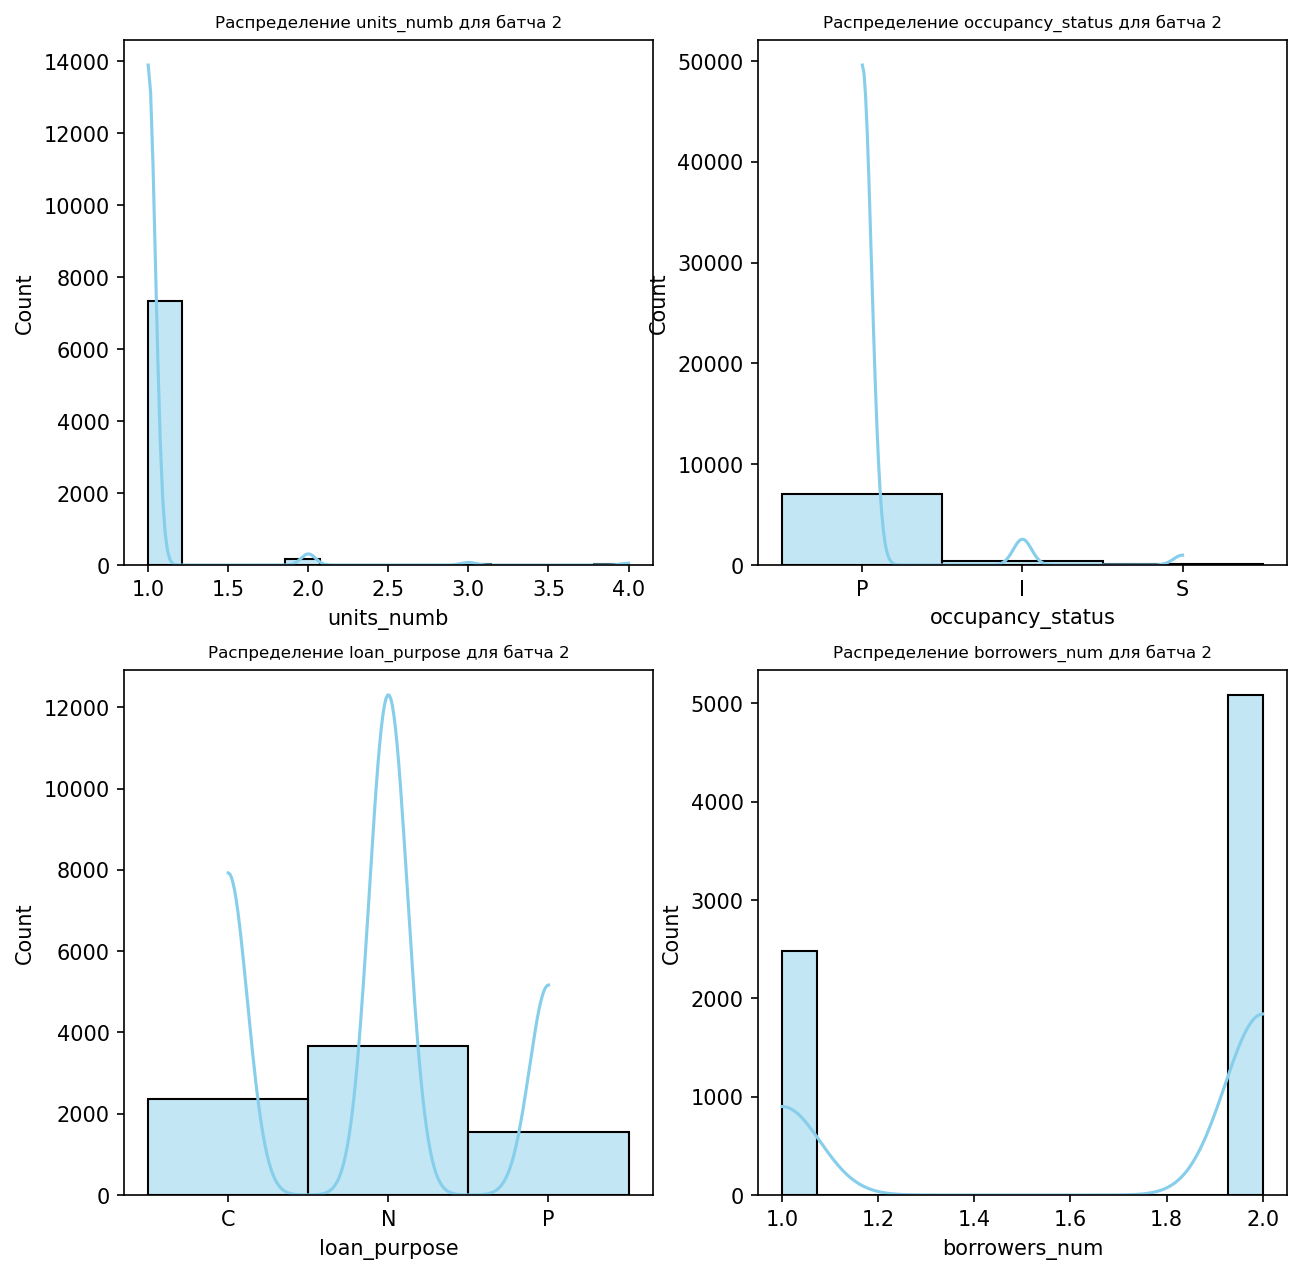 Распределение units_numb для батча 2
14000
12000
10000
8000
6000
4000
2000
0
Count
1.0 1.5 2.0 2.5 3.0 3.5 4.0
units_numb
Распределение occupancy_status для батча 2
50000
40000
30000
20000
10000
0
Count
P I S
occupancy_status
Распределение loan_purpose для батча 2
12000
10000
8000
6000
4000
2000
0
Count
C N P
loan_purpose
Распределение borrowers_num для батча 2
5000
4000
3000
2000
1000
0
Count
1.0 1.2 1.4 1.6 1.8 2.0
borrowers_num